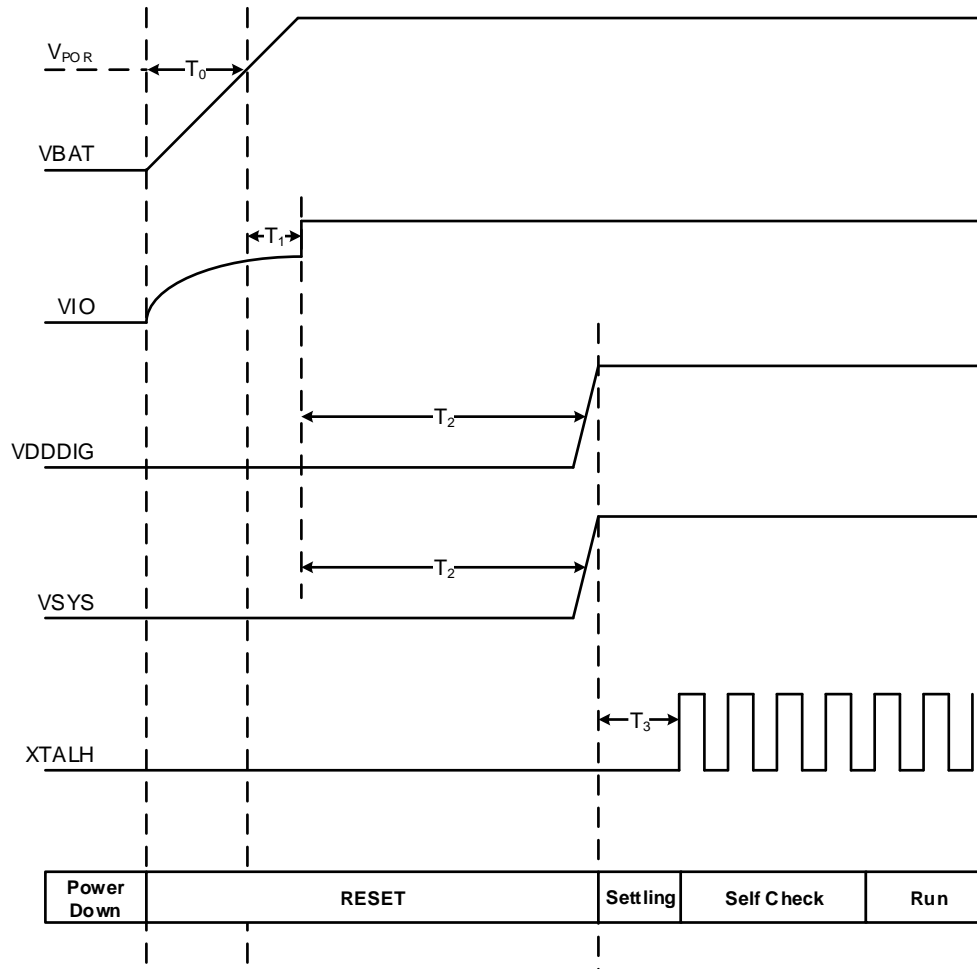 VPOR
T0
VBAT
T1
VIO
T2
VDDDIG
T2
VSYS
T3
XTALH
Power
Down
RESET
Settling
Self Check
Run